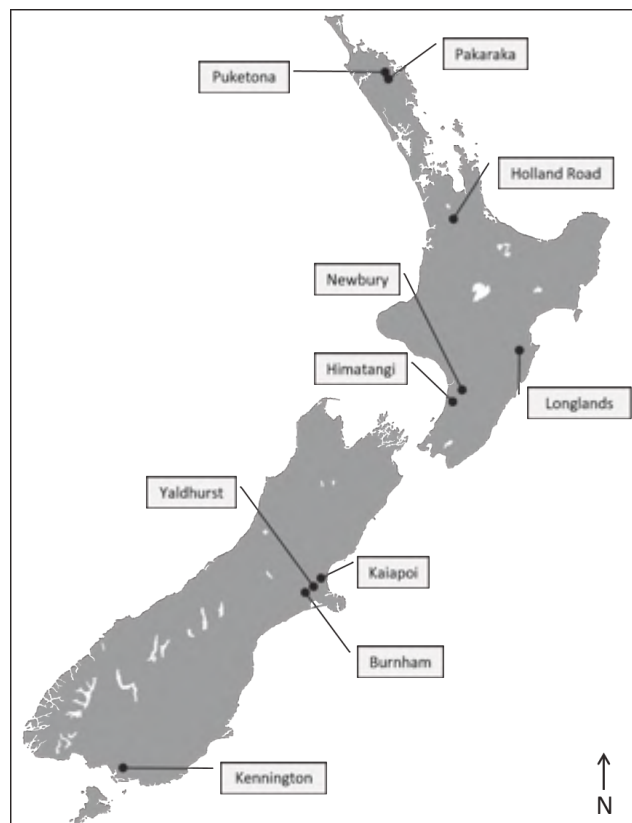 Pakaraka
Puketona
Holland Road
Newbury
Himatangi
Longlands
Yaldhurst
Kaiapoi
Burnham
Kennington
N